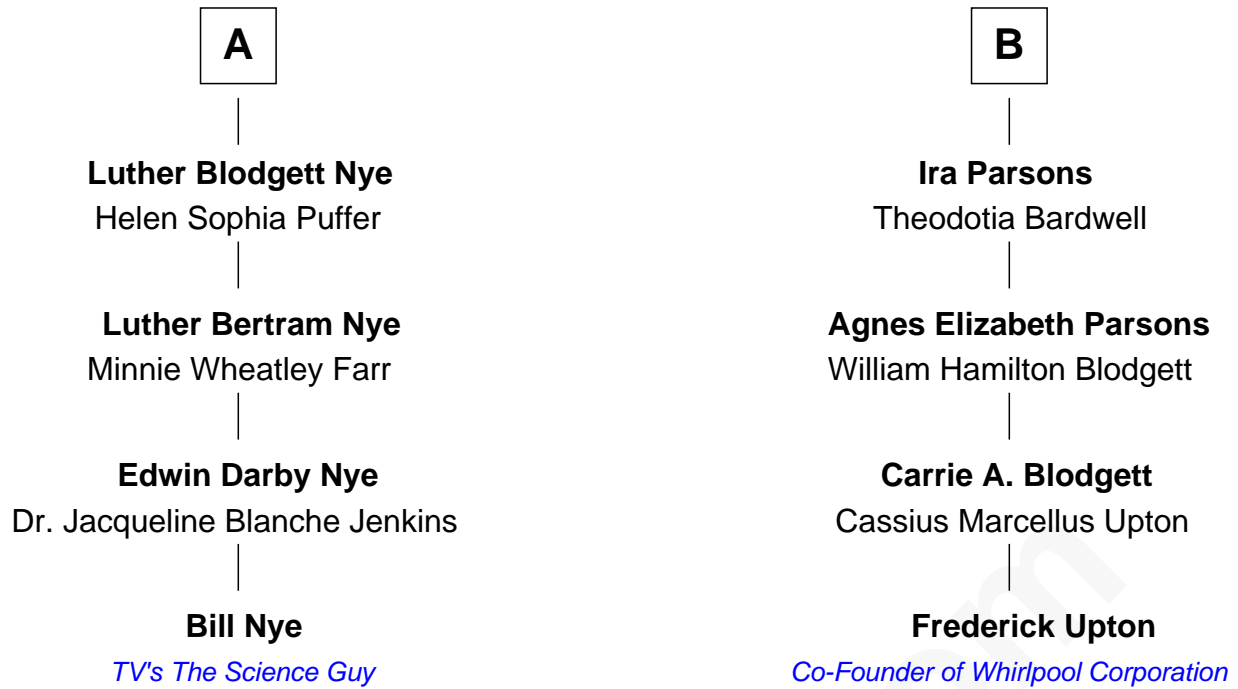 A
Luther Blodgett Nye
Helen Sophia Puffer
Luther Bertram Nye
Minnie Wheatley Farr
Edwin Darby Nye
Dr. Jacqueline Blanche Jenkins
Bill Nye
TV's The Science Guy
B
Ira Parsons
Theodotia Bardwell
Agnes Elizabeth Parsons
William Hamilton Blodgett
Carrie A. Blodgett
Cassius Marcellus Upton
Frederick Upton
Co-Founder of Whirlpool Corporation